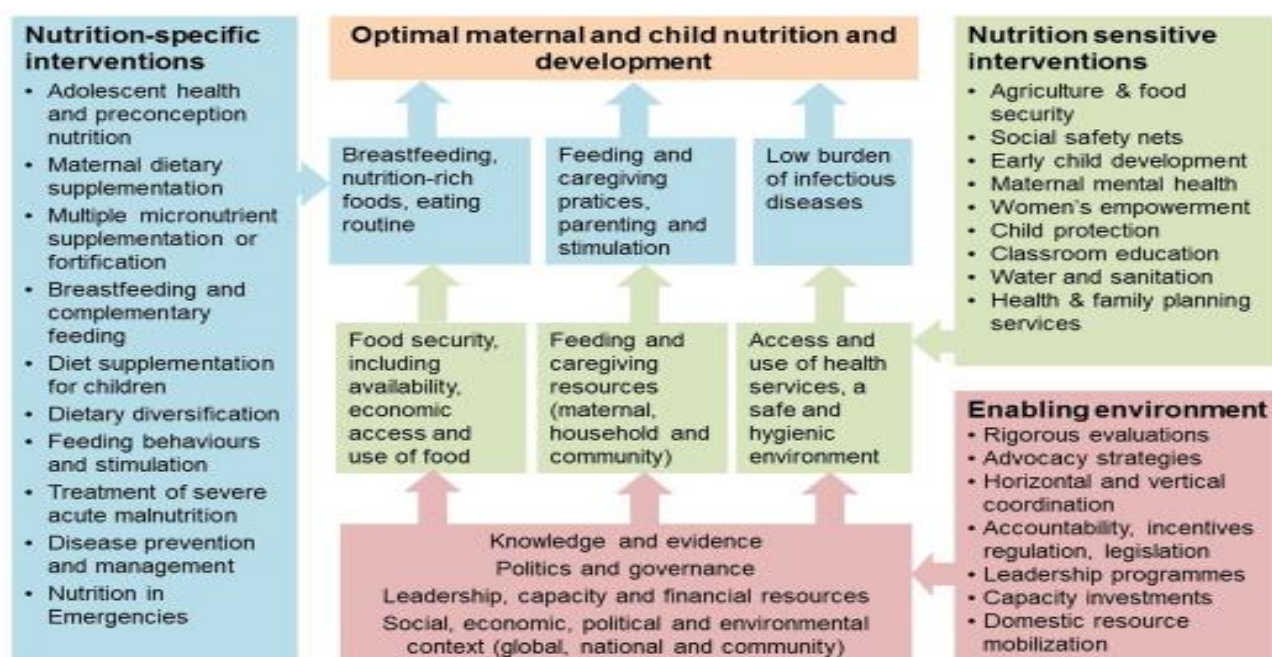 Nutrition-specific
interventions
• Adolescent health
and preconception
nutrition
• Maternal dietary
supplementation
• Multiple micronutrient
supplementation or
fortification
• Breastfeeding and
complementary
feeding
• Diet supplementation
for children
• Dietary diversification
• Feeding behaviours
and stimulation
• Treatment of severe
acute malnutrition
• Disease prevention
and management
• Nutrition in
Emergencies
Optimal maternal and child nutrition and
development
Breastfeeding,
nutrition-rich
foods, eating
routine
Feeding and
caregiving
pratices,
parenting and
stimulation
Low burden
of infectious
diseases
Food security,
including
availability,
economic
access and
use of food
Feeding and
caregiving
resources
(maternal,
household and
community)
Access and
use of health
services, a
safe and
hygienic
environment
Knowledge and evidence
Politics and governance
Leadership, capacity and financial resources
Social, economic, political and environmental
context (global, national and community)
Nutrition sensitive
interventions
• Agriculture & food
security
• Social safety nets
• Early child development
• Maternal mental health
• Women's empowerment
• Child protection
• Classroom education
• Water and sanitation
• Health & family planning
services
Enabling environment
• Rigorous evaluations
• Advocacy strategies
• Horizontal and vertical
coordination
• Accountability, incentives
regulation, legislation
• Leadership programmes
• Capacity investments
• Domestic resource
mobilization